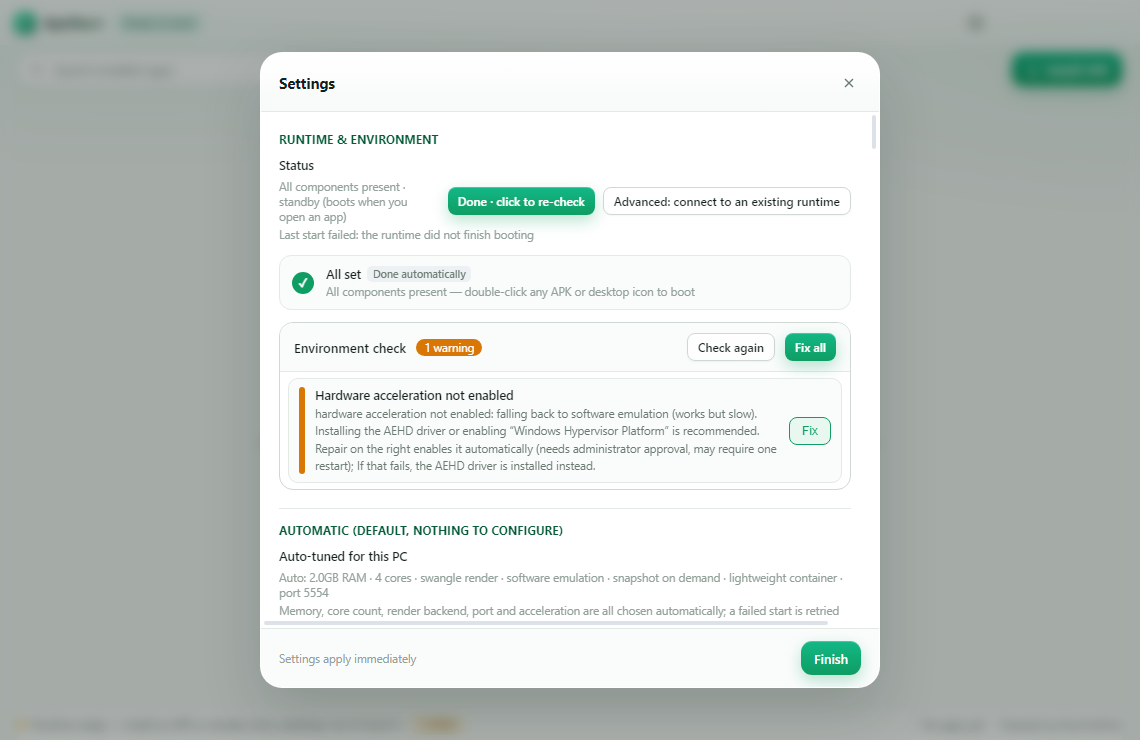 Settings
RUNTIME & ENVIRONMENT
Status
All components present ·
standby (boots when you
open an app)
Done · click to re-check
Advanced: connect to an existing runtime
Last start failed: the runtime did not finish booting
All set
Done automatically
All components present — double-click any APK or desktop icon to boot
Environment check
1 warning
Check again
Fix all
Hardware acceleration not enabled
hardware acceleration not enabled: falling back to software emulation (works but slow).
Installing the AEHD driver or enabling “Windows Hypervisor Platform” is recommended.
Repair on the right enables it automatically (needs administrator approval, may require one
restart); If that fails, the AEHD driver is installed instead.
Fix
AUTOMATIC (DEFAULT, NOTHING TO CONFIGURE)
Auto-tuned for this PC
Auto: 2.0GB RAM · 4 cores · swangle render · software emulation · snapshot on demand · lightweight container ·
port 5554
Memory, core count, render backend, port and acceleration are all chosen automatically; a failed start is retried
Settings apply immediately
Finish